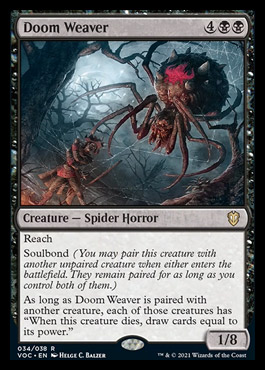 Doom Weaver 4
Creature — Spider Horror
Reach
Soulbond (You may pair this creature with
another unpaired creature when either enters the
battlefield. They remain paired for as long as you
control both of them.)
As long as Doom Weaver is paired with
another creature, each of those creatures has
"When this creature dies, draw cards equal to
its power."
1/8
034/038 R
VOC • EN HELGE C. BALZER
™ & © 2021 Wizards of the Coast